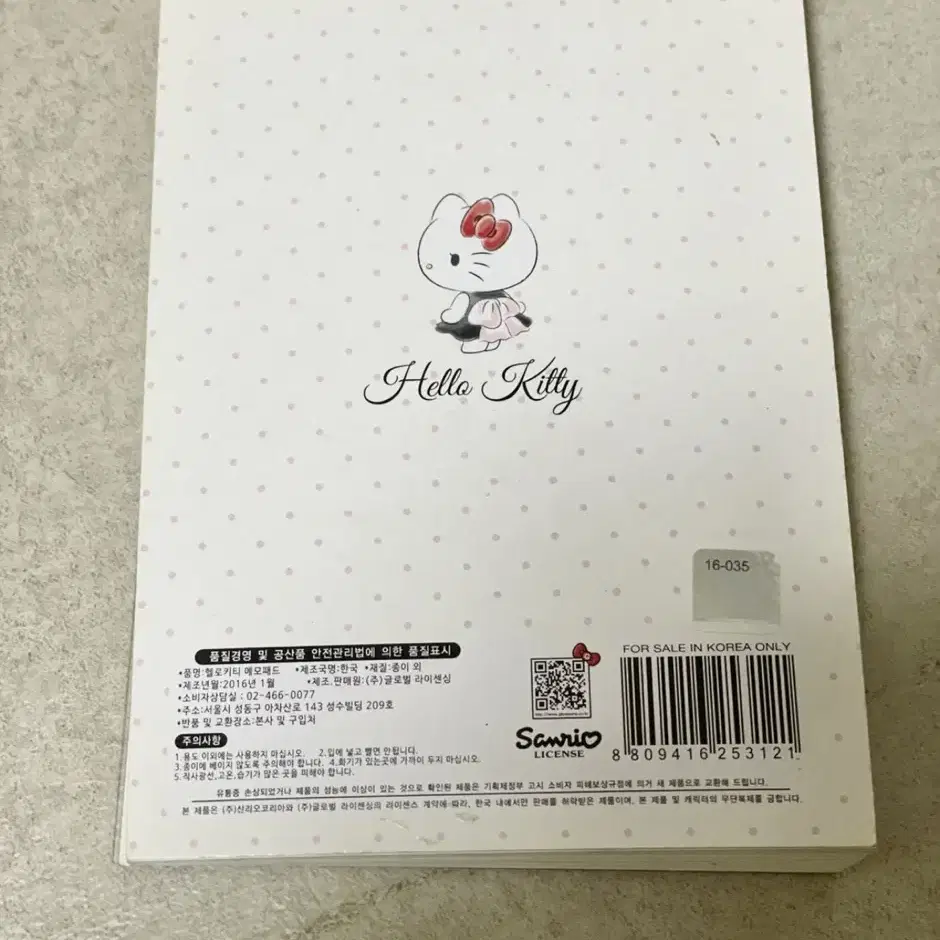 Hello Kitty
16-035
FOR SALE IN KOREA ONLY
품질경영 및 공산품 안전관리법에 의한 품질표시
•품명:헬로키티 메모패드 •제조국명:한국 •재질:종이 외
•제조년월:2016년 1월 •제조.판매원:(주)글로벌 라이센싱
•소비자상담실 : 02-466-0077
•주소:서울시 성동구 아차산로 143 성수빌딩 209호
•반품 및 교환장소:본사 및 구입처
주의사항
1.용도 이외에는 사용하지 마십시오. 2.입에 넣고 빨면 안됩니다.
3.종이에 베이지 않도록 주의해야 합니다. 4.화기가 있는곳에 가까이 두지 마십시오.
5.직사광선,고온,습기가 많은 곳을 피해야 합니다.
Sanrio
LICENSE
8 809416 253121
유통중 손상되었거나 제품의 성능에 이상이 있는 것으로 확인된 제품은 기획재정부 고시 소비자 피해보상규정에 의거 새 제품으로 교환해 드립니다.
본 제품은 (주)산리오코리아와 (주)글로벌 라이센싱의 라이센스 계약에 따라, 한국 내에서만 판매를 허락받은 제품이며, 본 제품 및 캐릭터의 무단복제를 금합니다.